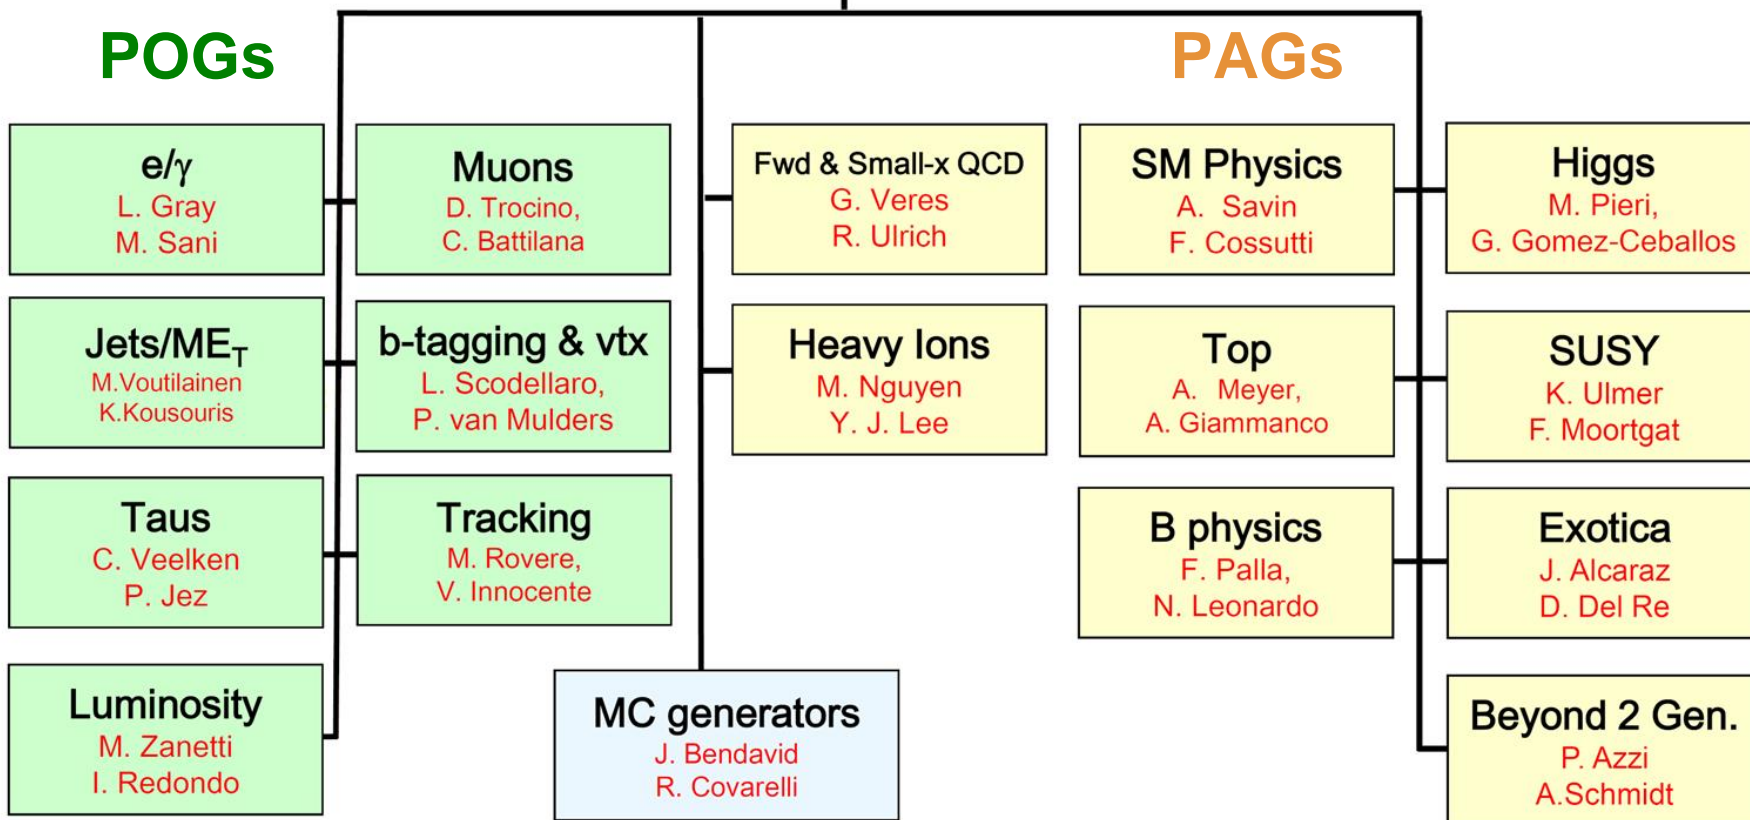 POGs
PAGs
e/γ
L. Gray
M. Sani
Muons
D. Trocino,
C. Battilana
Fwd & Small-x QCD
G. Veres
R. Ulrich
SM Physics
A. Savin
F. Cossutti
Higgs
M. Pieri,
G. Gomez-Ceballos
Jets/MET
M.Voutilainen
K.Kousouris
b-tagging & vtx
L. Scodellaro,
P. van Mulders
Heavy Ions
M. Nguyen
Y. J. Lee
Top
A. Meyer,
A. Giammanco
SUSY
K. Ulmer
F. Moortgat
Taus
C. Veelken
P. Jez
Tracking
M. Rovere,
V. Innocente
B physics
F. Palla,
N. Leonardo
Exotica
J. Alcaraz
D. Del Re
Luminosity
M. Zanetti
I. Redondo
MC generators
J. Bendavid
R. Covarelli
Beyond 2 Gen.
P. Azzi
A.Schmidt